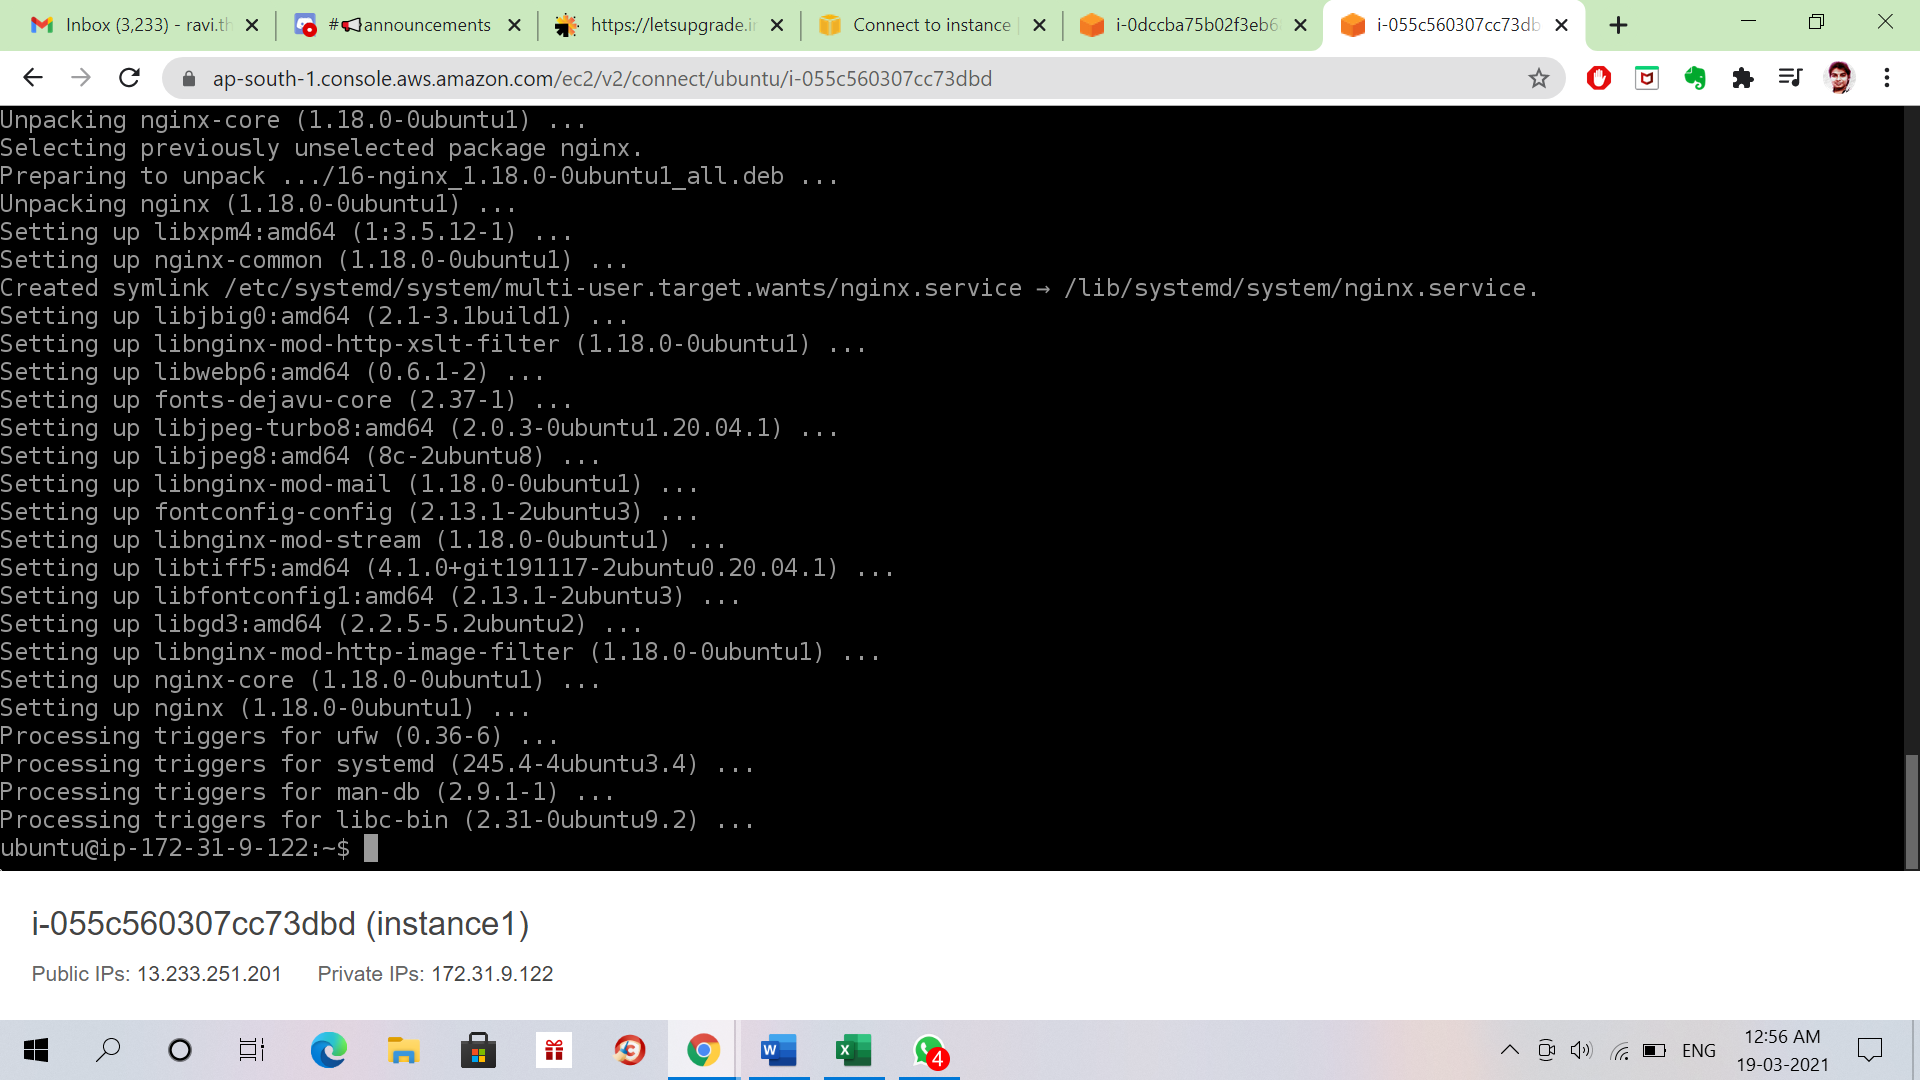 Inbox (3,233) - ravi.th
#📢announcements
https://letsupgrade.in
Connect to instance |
i-0dccba75b02f3eb6
i-055c560307cc73db
ap-south-1.console.aws.amazon.com/ec2/v2/connect/ubuntu/i-055c560307cc73dbd
Unpacking nginx-core (1.18.0-0ubuntu1) ...
Selecting previously unselected package nginx.
Preparing to unpack .../16-nginx_1.18.0-0ubuntu1_all.deb ...
Unpacking nginx (1.18.0-0ubuntu1) ...
Setting up libxpm4:amd64 (1:3.5.12-1) ...
Setting up nginx-common (1.18.0-0ubuntu1) ...
Created symlink /etc/systemd/system/multi-user.target.wants/nginx.service → /lib/systemd/system/nginx.service.
Setting up libjbig0:amd64 (2.1-3.1build1) ...
Setting up libnginx-mod-http-xslt-filter (1.18.0-0ubuntu1) ...
Setting up libwebp6:amd64 (0.6.1-2) ...
Setting up fonts-dejavu-core (2.37-1) ...
Setting up libjpeg-turbo8:amd64 (2.0.3-0ubuntu1.20.04.1) ...
Setting up libjpeg8:amd64 (8c-2ubuntu8) ...
Setting up libnginx-mod-mail (1.18.0-0ubuntu1) ...
Setting up fontconfig-config (2.13.1-2ubuntu3) ...
Setting up libnginx-mod-stream (1.18.0-0ubuntu1) ...
Setting up libtiff5:amd64 (4.1.0+git191117-2ubuntu0.20.04.1) ...
Setting up libfontconfig1:amd64 (2.13.1-2ubuntu3) ...
Setting up libgd3:amd64 (2.2.5-5.2ubuntu2) ...
Setting up libnginx-mod-http-image-filter (1.18.0-0ubuntu1) ...
Setting up nginx-core (1.18.0-0ubuntu1) ...
Setting up nginx (1.18.0-0ubuntu1) ...
Processing triggers for ufw (0.36-6) ...
Processing triggers for systemd (245.4-4ubuntu3.4) ...
Processing triggers for man-db (2.9.1-1) ...
Processing triggers for libc-bin (2.31-0ubuntu9.2) ...
ubuntu@ip-172-31-9-122:~$
i-055c560307cc73dbd (instance1)
Public IPs: 13.233.251.201 Private IPs: 172.31.9.122
4
ENG
12:56 AM
19-03-2021